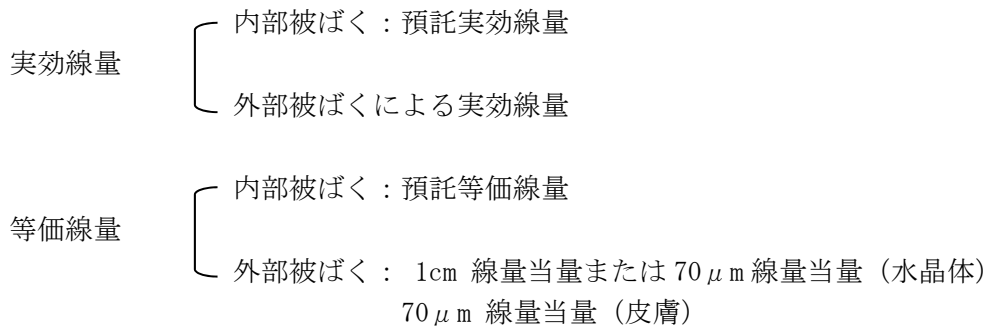 内部被ばく：預託実効線量
実効線量
外部被ばくによる実効線量
内部被ばく：預託等価線量
等価線量
外部被ばく： 1cm 線量当量または 70μm 線量当量（水晶体）
70μm 線量当量（皮膚）